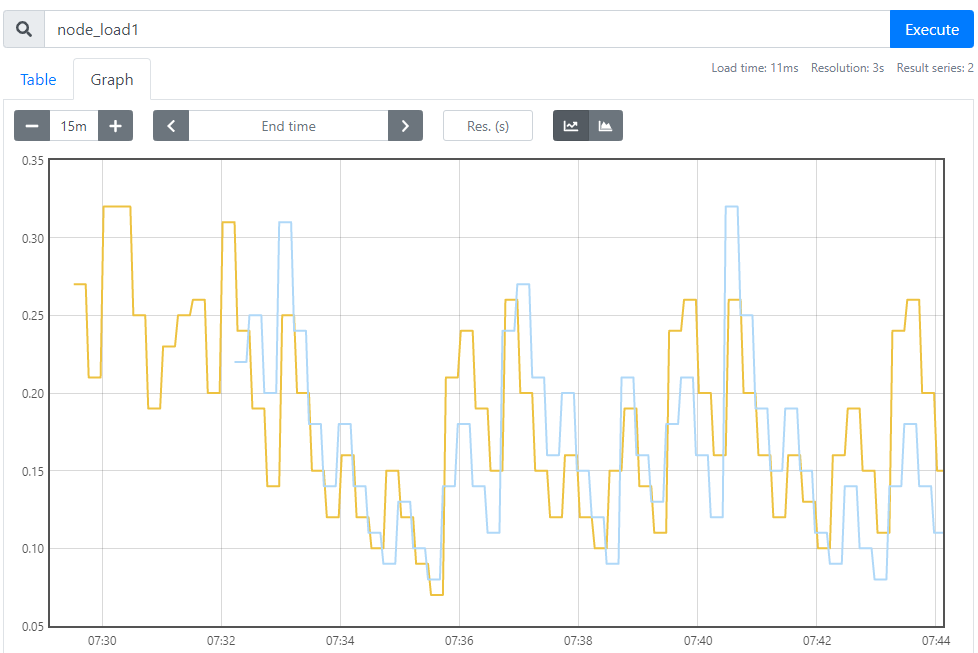 node_load1 Execute
Table Graph Load time: 11ms Resolution: 3s Result series: 2
15m End time Res. (s)
0.35
0.30
0.25
0.20
0.15
0.10
0.05
07:30 07:32 07:34 07:36 07:38 07:40 07:42 07:44